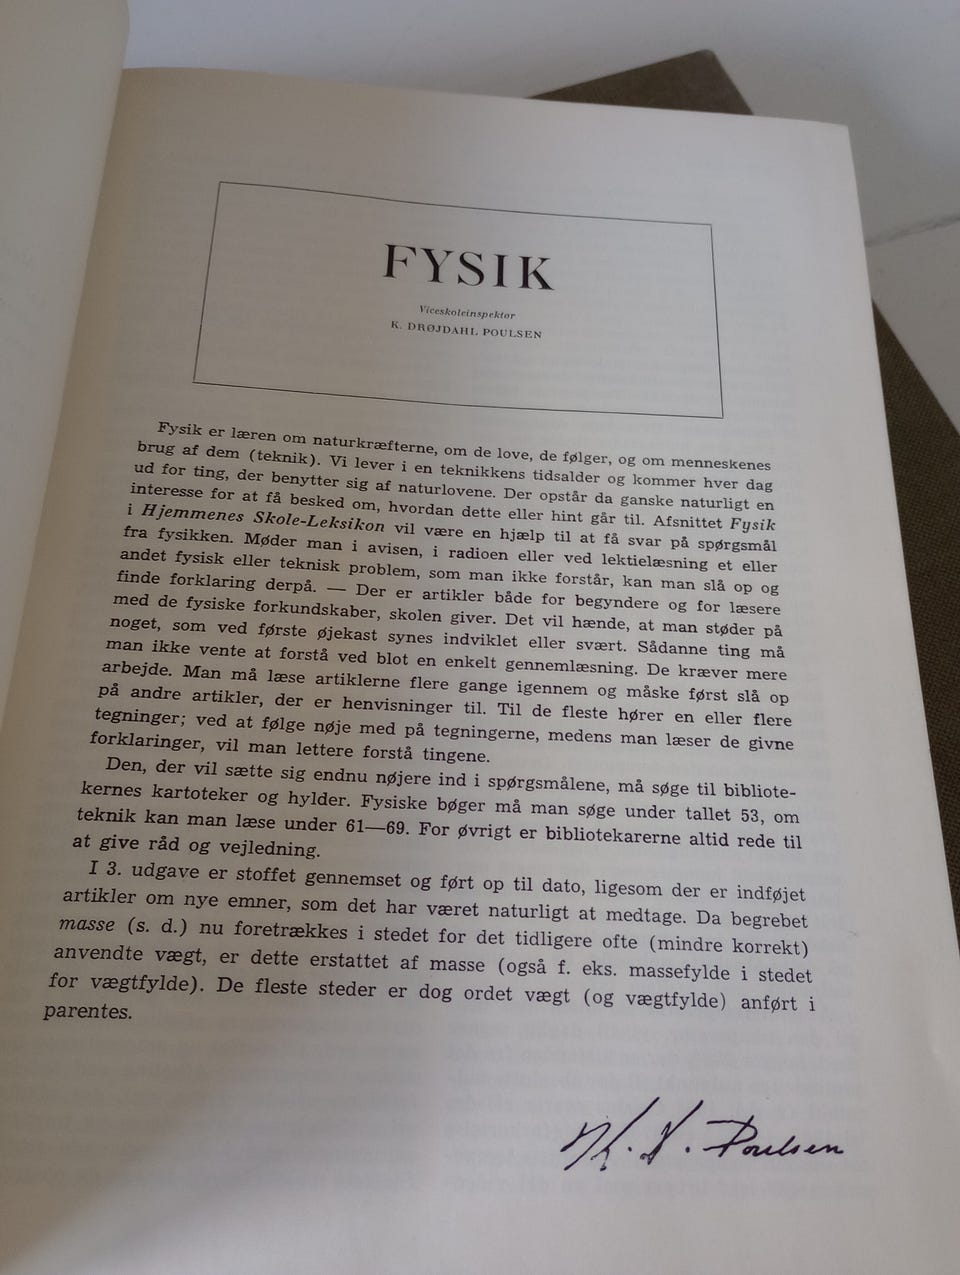 FYSIK
Viceskoleinspektør
K. DRØJDAHL POULSEN
Fysik er læren om naturkræfterne, om de love, de følger, og om menneskenes
brug af dem (teknik). Vi lever i en teknikkens tidsalder og kommer hver dag
ud for ting, der benytter sig af naturlovene. Der opstår da ganske naturligt en
interesse for at få besked om, hvordan dette eller hint går til. Afsnittet Fysik
i Hjemmenes Skole-Leksikon vil være en hjælp til at få svar på spørgsmål
fra fysikken. Møder man i avisen, i radioen eller ved lektielæsning et eller
andet fysisk eller teknisk problem, som man ikke forstår, kan man slå op og
finde forklaring derpå. — Der er artikler både for begyndere og for læsere
med de fysiske forkundskaber, skolen giver. Det vil hænde, at man støder på
noget, som ved første øjekast synes indviklet eller svært. Sådanne ting må
man ikke vente at forstå ved blot en enkelt gennemlæsning. De kræver mere
arbejde. Man må læse artiklerne flere gange igennem og måske først slå op
på andre artikler, der er henvisninger til. Til de fleste hører en eller flere
tegninger; ved at følge nøje med på tegningerne, medens man læser de givne
forklaringer, vil man lettere forstå tingene.
Den, der vil sætte sig endnu nøjere ind i spørgsmålene, må søge til bibliote-
kernes kartoteker og hylder. Fysiske bøger må man søge under tallet 53, om
teknik kan man læse under 61—69. For øvrigt er bibliotekarerne altid rede til
at give råd og vejledning.
I 3. udgave er stoffet gennemset og ført op til dato, ligesom der er indføjet
artikler om nye emner, som det har været naturligt at medtage. Da begrebet
masse (s. d.) nu foretrækkes i stedet for det tidligere ofte (mindre korrekt)
anvendte vægt, er dette erstattet af masse (også f. eks. massefylde i stedet
for vægtfylde). De fleste steder er dog ordet vægt (og vægtfylde) anført i
parentes.
Poulsen